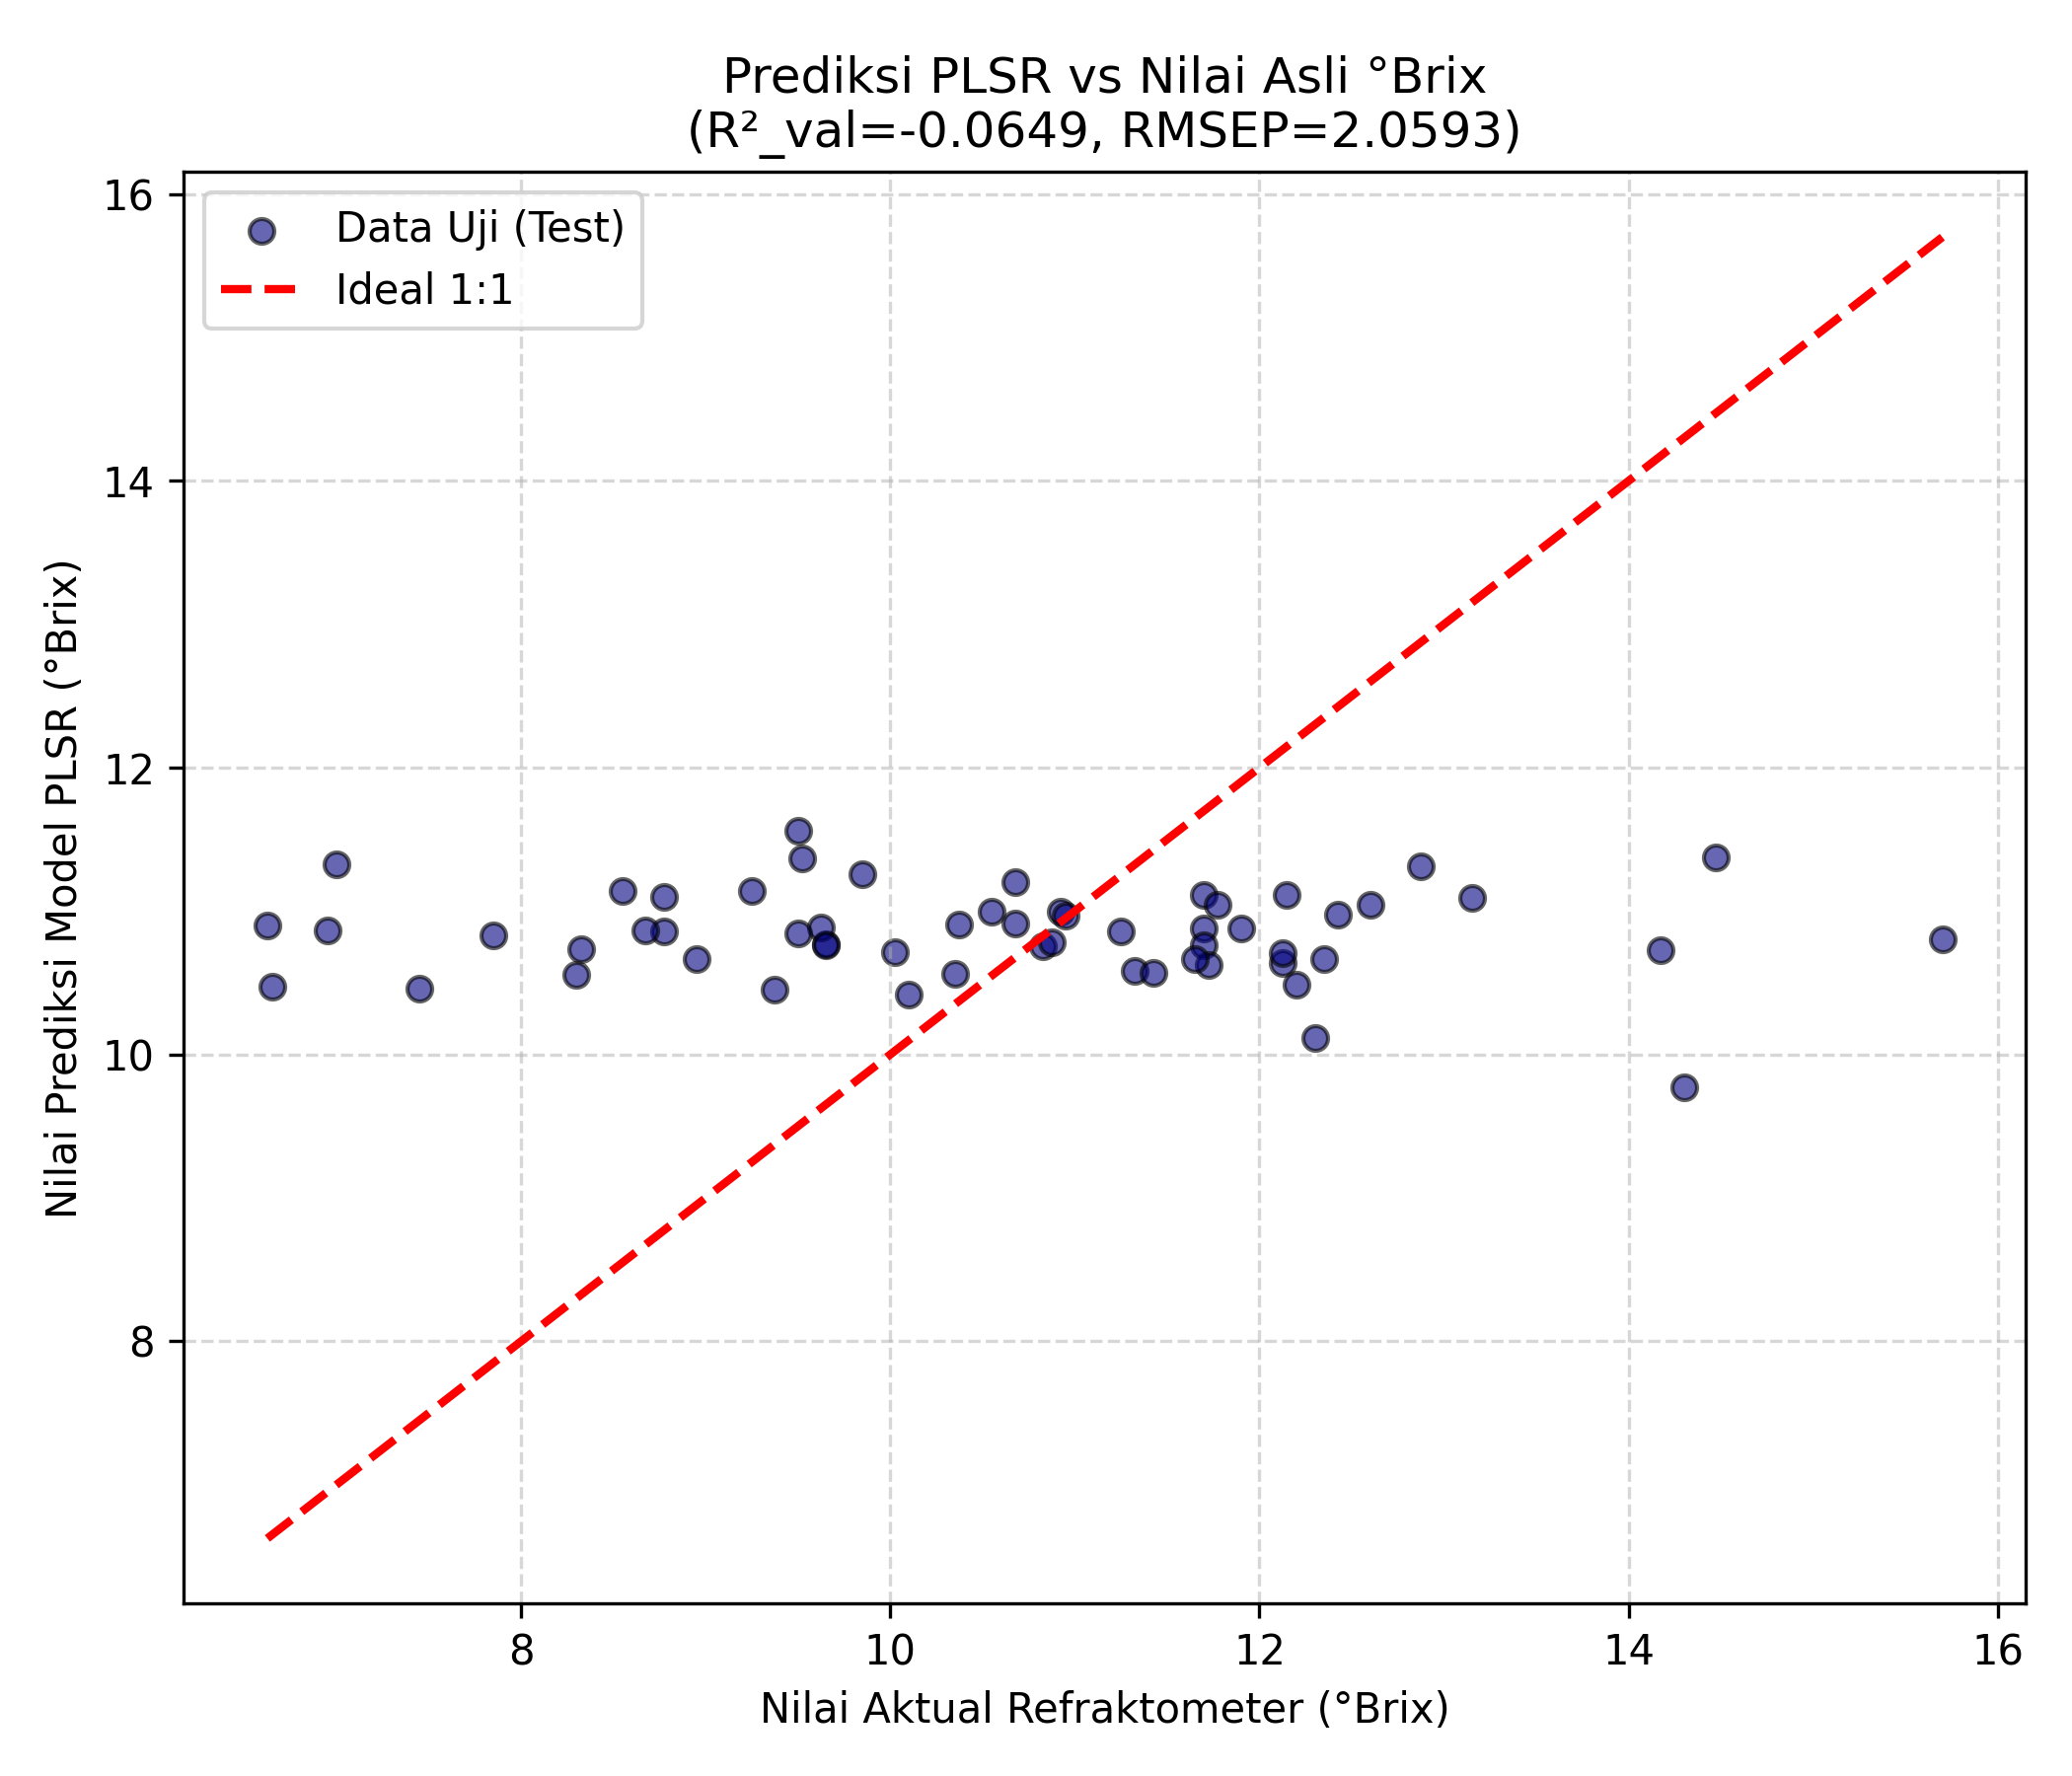 Prediksi PLSR vs Nilai Asli °Brix
(R²_val=-0.0649, RMSEP=2.0593)
Data Uji (Test)
Ideal 1:1
Nilai Prediksi Model PLSR (°Brix)
16
14
12
10
8
8
10
12
14
16
Nilai Aktual Refraktometer (°Brix)